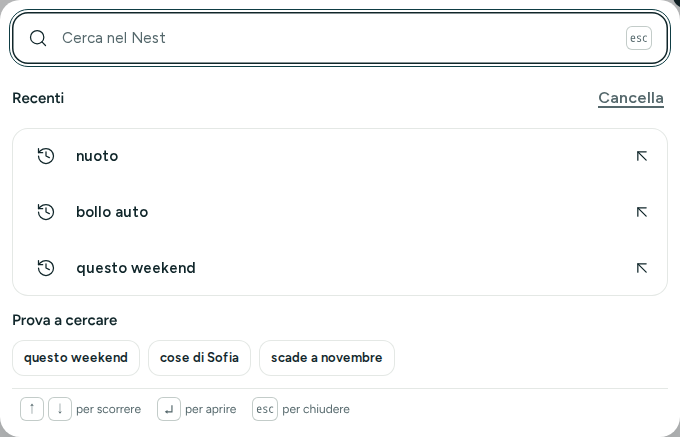 Cerca nel Nest esc
Recenti Cancella
nuoto
bollo auto
questo weekend
Prova a cercare
questo weekend cose di Sofia scade a novembre
↑ ↓ per scorrere ↵ per aprire esc per chiudere